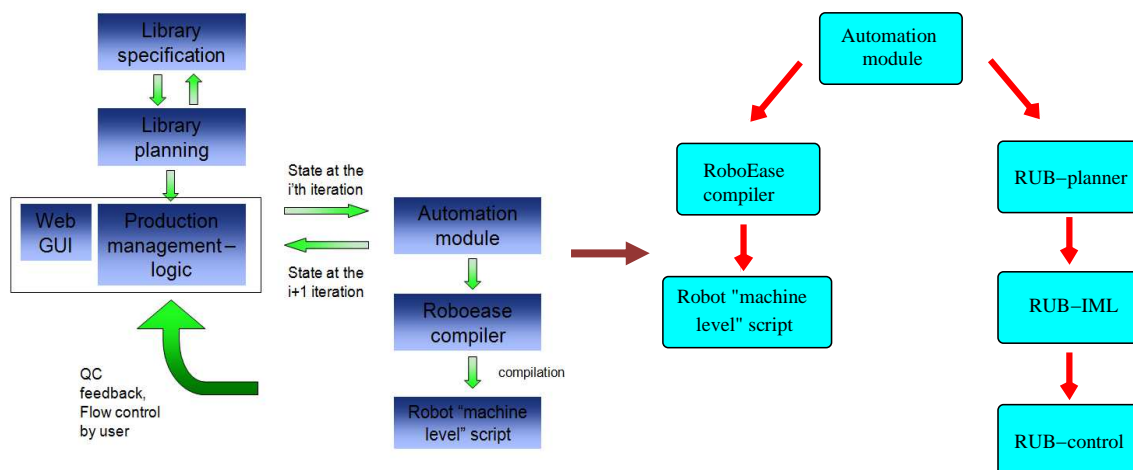 Library
specification
Library
planning
Web
GUI
Production
management–
logic
QC
feedback,
Flow control
by user
State at the
i'th iteration
State at the
i+1 iteration
Automation
module
Roboease
compiler
compilation
Robot “machine
level” script
Automation
module
RoboEase
compiler
Robot "machine
level" script
RUB−planner
RUB−IML
RUB−control